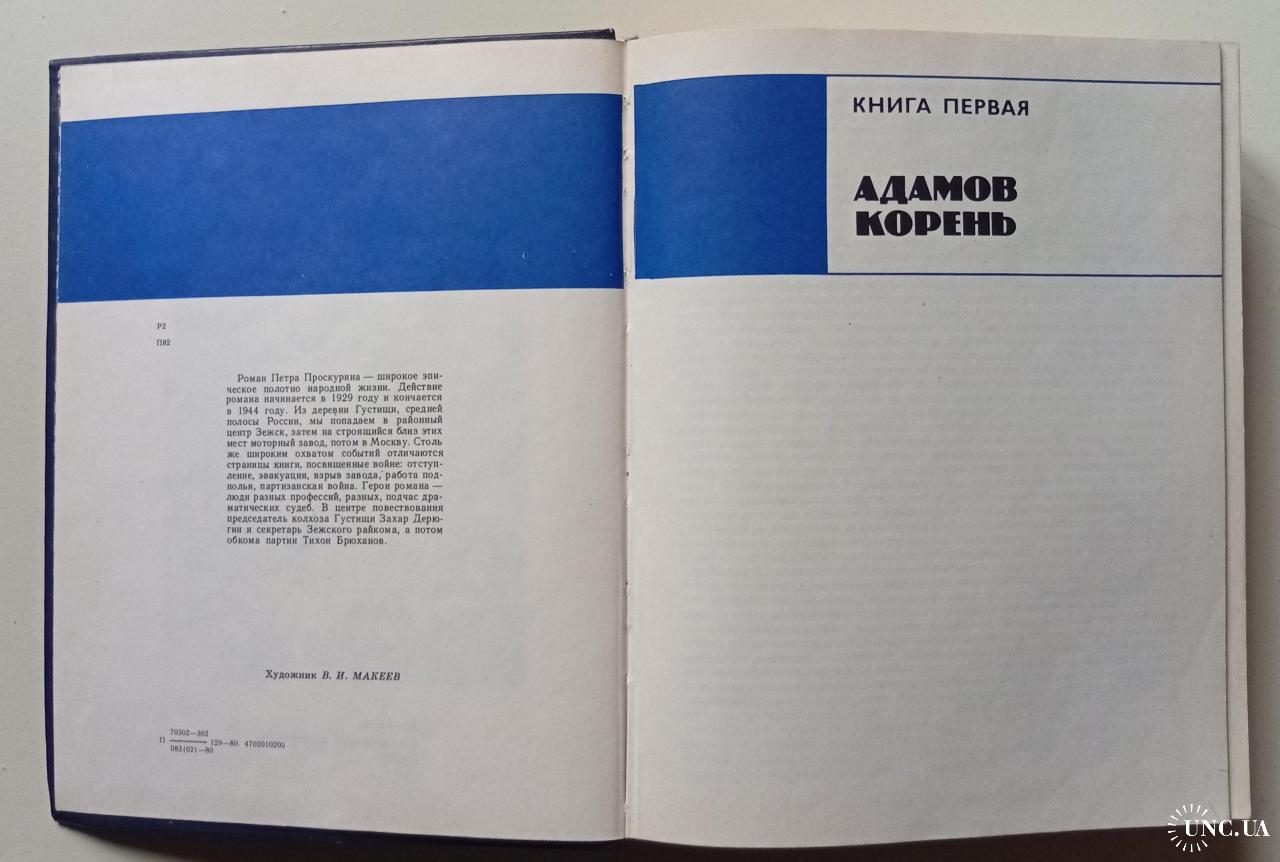 Р2
П82
Роман Петра Проскурина — широкое эпи-
ческое полотно народной жизни. Действие
романа начинается в 1929 году и кончается
в 1944 году. Из деревни Густищи, средней
полосы России, мы попадаем в районный
центр Зежск, затем на строящийся близ этих
мест моторный завод, потом в Москву. Столь
же широким охватом событий отличаются
страницы книги, посвященные войне: отступ-
ление, эвакуация, взрыв завода, работа под-
полья, партизанская война. Герои романа —
люди разных профессий, разных, подчас дра-
матических судеб. В центре повествования
председатель колхоза Густищи Захар Дерю-
гин и секретарь Зежского райкома, а потом
обкома партии Тихон Брюханов.
Художник В. И. МАКЕЕВ
70302—302
П 129—80. 4702010200
083(02)—80
КНИГА ПЕРВАЯ
АДАМОВ
КОРЕНЬ
UNC.UA